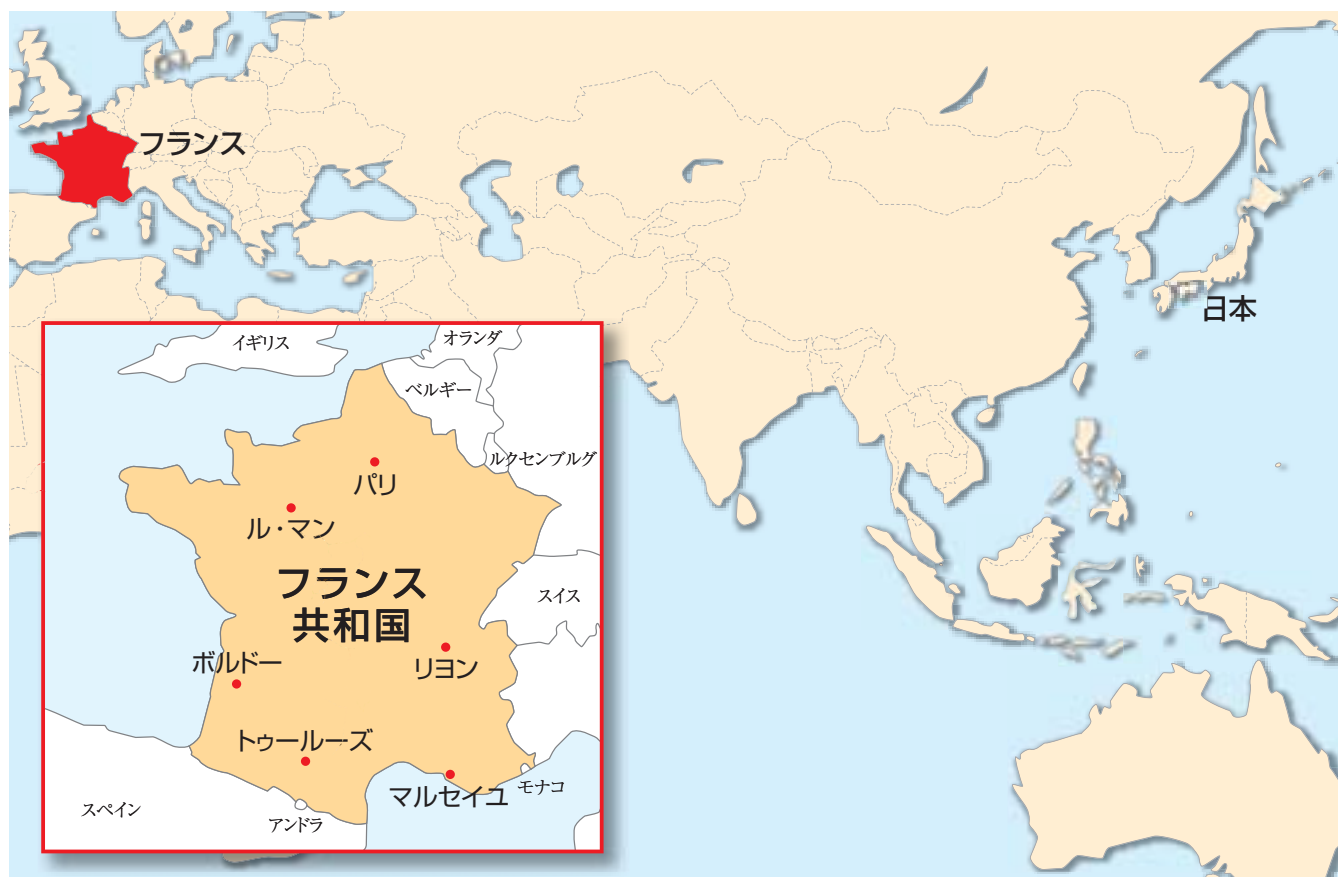 フランス
日本
イギリス
オランダ
ベルギー
ルクセンブルグ
パリ
ル・マン
フランス
共和国
スイス
ボルドー
リヨン
トゥールーズ
マルセイユ
モナコ
スペイン
アンドラ